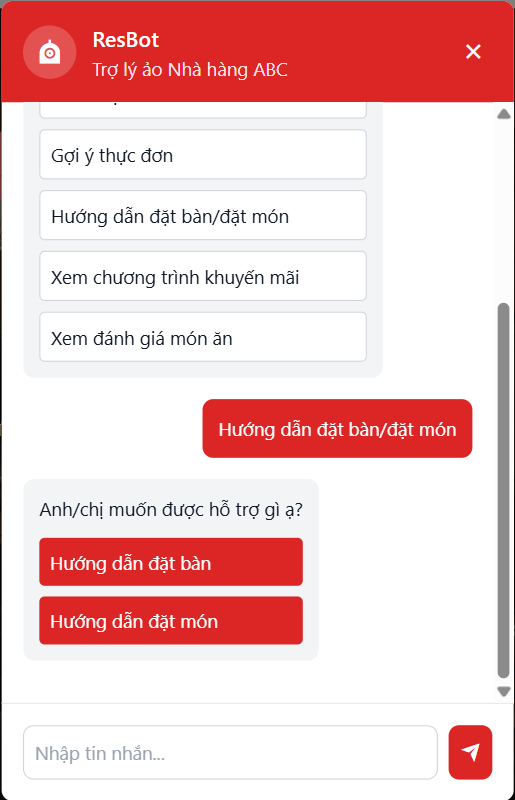 ResBot
Trợ lý ảo Nhà hàng ABC
Gợi ý thực đơn
Hướng dẫn đặt bàn/đặt món
Xem chương trình khuyến mãi
Xem đánh giá món ăn
Hướng dẫn đặt bàn/đặt món
Anh/chị muốn được hỗ trợ gì ạ?
Hướng dẫn đặt bàn
Hướng dẫn đặt món
Nhập tin nhắn...